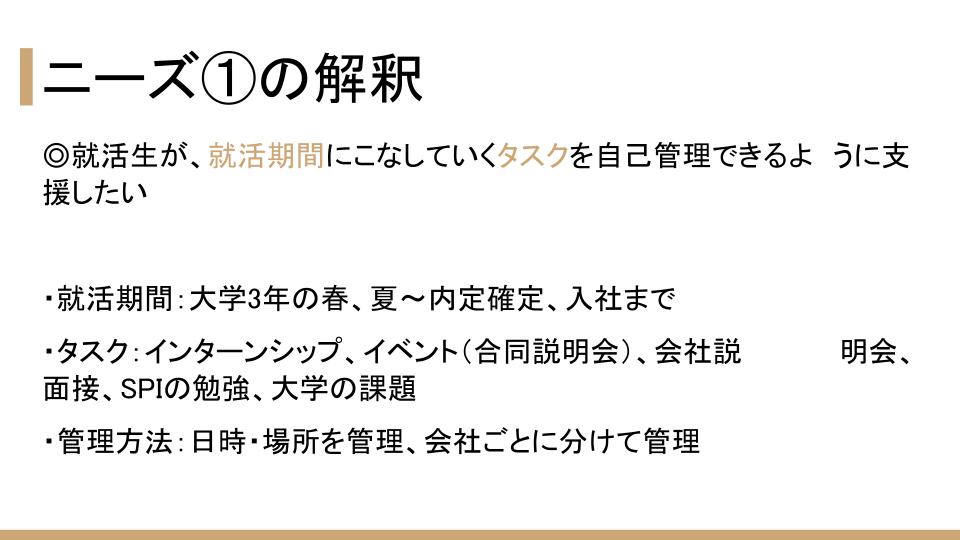 ニーズ①の解釈
◎就活生が、就活期間にこなしていくタスクを自己管理できるよ　うに支
援したい
・就活期間：大学3年の春、夏～内定確定、入社まで
・タスク：インターンシップ、イベント（合同説明会）、会社説　　　明会、
面接、SPIの勉強、大学の課題
・管理方法：日時・場所を管理、会社ごとに分けて管理